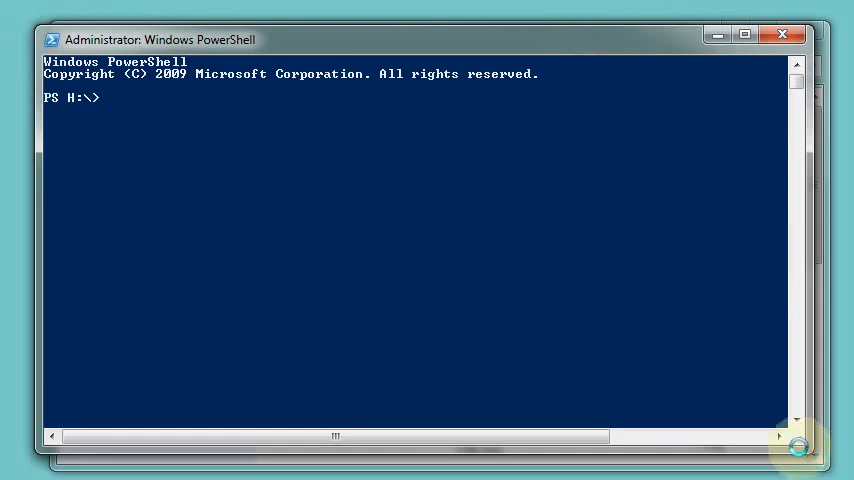 Administrator: Windows PowerShell
Windows PowerShell
Copyright (C) 2009 Microsoft Corporation. All rights reserved.
PS H:\>